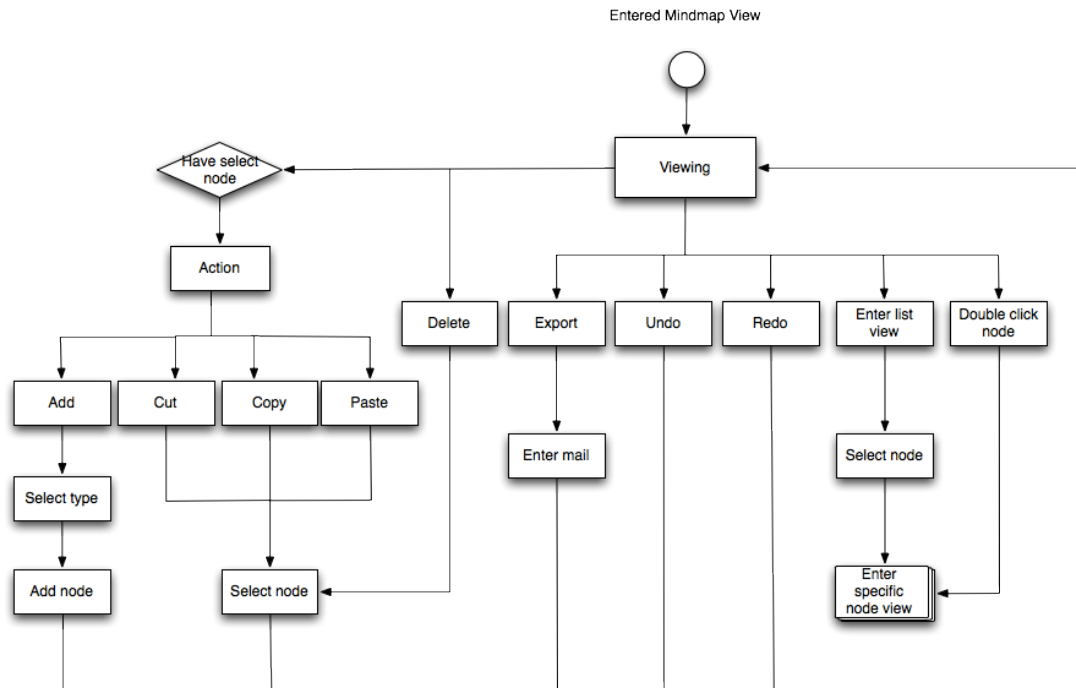 Entered Mindmap View
Have select
node
Viewing
Action
Delete
Export
Undo
Redo
Enter list
view
Double click
node
Add
Cut
Copy
Paste
Enter mail
Select node
Select type
Add node
Select node
Enter
specific
node view